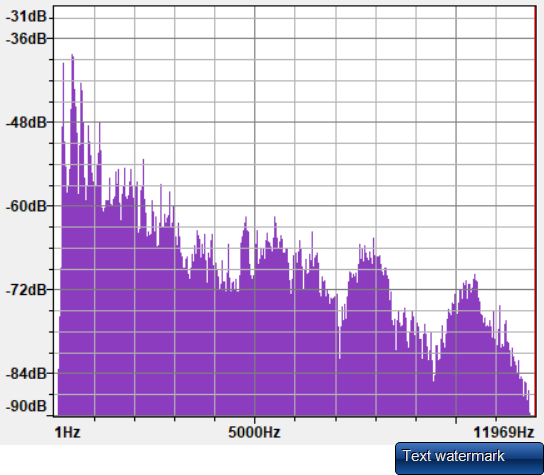 -31dB
-36dB
-48dB
-60dB
-72dB
-84dB
-90dB
1Hz 5000Hz 11969Hz
Text watermark